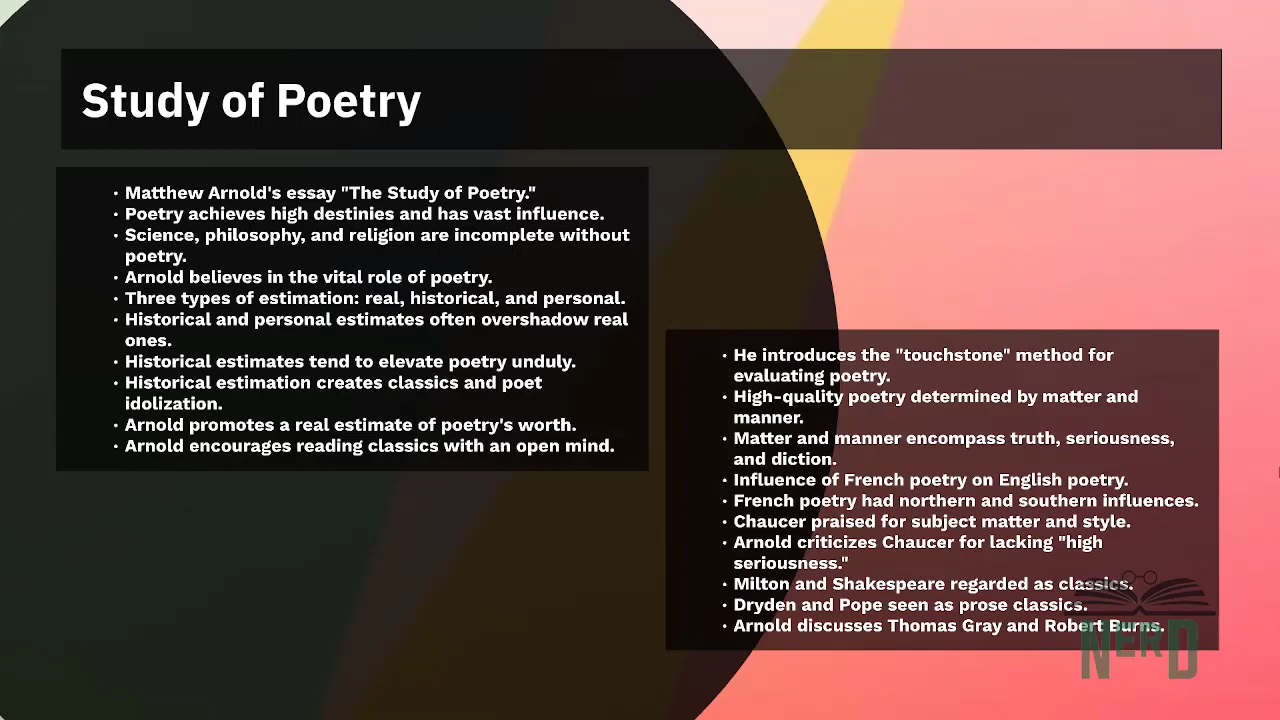 Study of Poetry
• Matthew Arnold's essay "The Study of Poetry."
• Poetry achieves high destinies and has vast influence.
• Science, philosophy, and religion are incomplete without
poetry.
• Arnold believes in the vital role of poetry.
• Three types of estimation: real, historical, and personal.
• Historical and personal estimates often overshadow real
ones.
• Historical estimates tend to elevate poetry unduly.
• Historical estimation creates classics and poet
idolization.
• Arnold promotes a real estimate of poetry's worth.
• Arnold encourages reading classics with an open mind.
• He introduces the "touchstone" method for
evaluating poetry.
• High-quality poetry determined by matter and
manner.
• Matter and manner encompass truth, seriousness,
and diction.
• Influence of French poetry on English poetry.
• French poetry had northern and southern influences.
• Chaucer praised for subject matter and style.
• Arnold criticizes Chaucer for lacking "high
seriousness."
• Milton and Shakespeare regarded as classics.
• Dryden and Pope seen as prose classics.
• Arnold discusses Thomas Gray and Robert Burns.
NERD